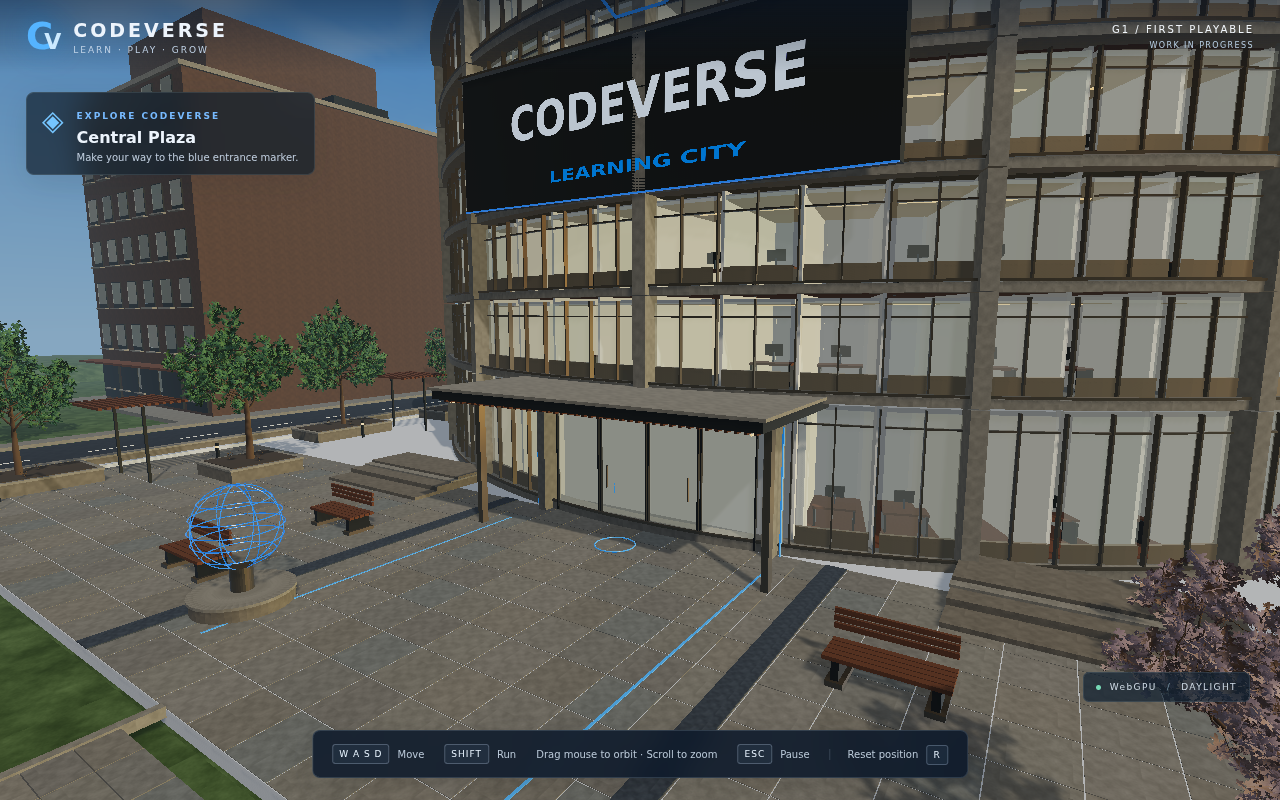 CV CODEVERSE
LEARN · PLAY · GROW
G1 / FIRST PLAYABLE
WORK IN PROGRESS
EXPLORE CODEVERSE
Central Plaza
Make your way to the blue entrance marker.
CODEVERSE
LEARNING CITY
WebGPU / DAYLIGHT
W A S D Move SHIFT Run Drag mouse to orbit · Scroll to zoom ESC Pause | Reset position R